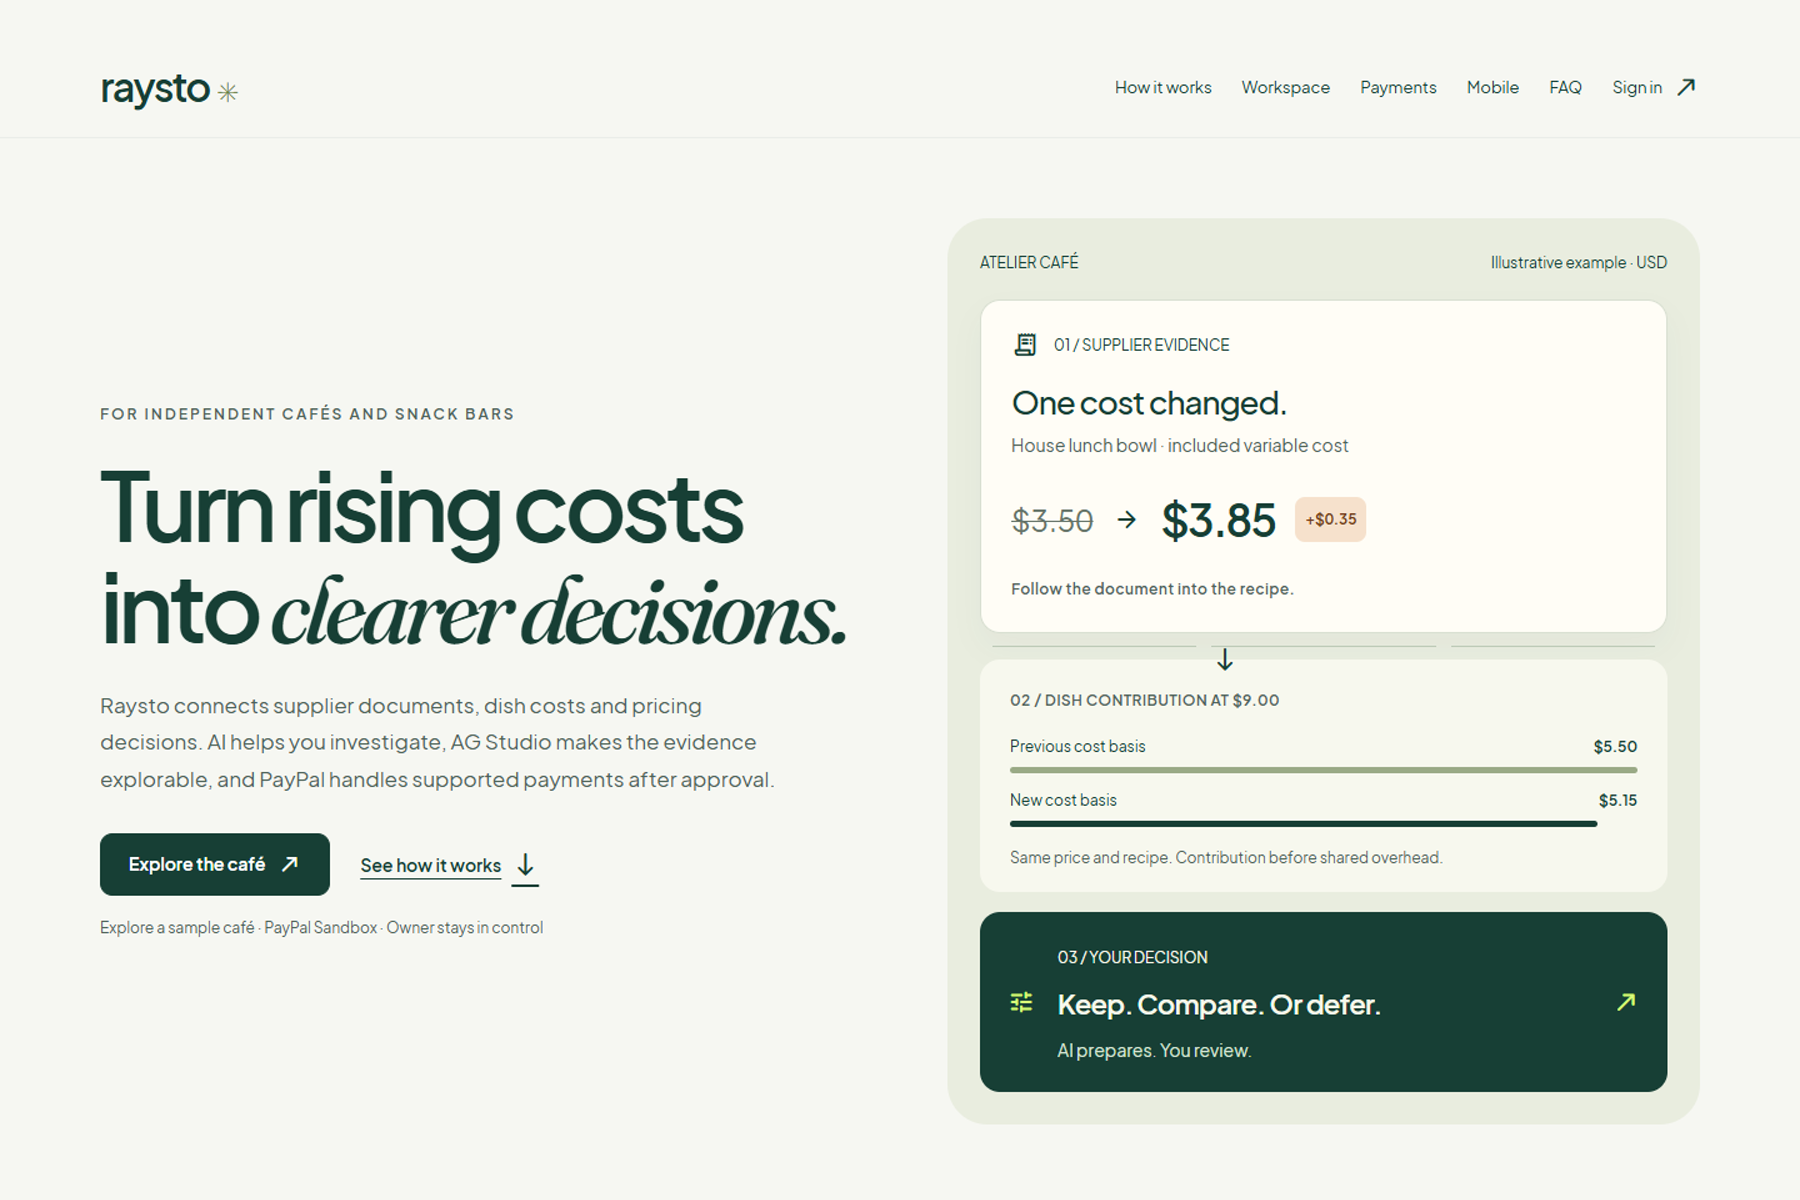 raysto
How it works
Workspace
Payments
Mobile
FAQ
Sign in
FOR INDEPENDENT CAFÉS AND SNACK BARS
Turn rising costs
into clearer decisions.
Raysto connects supplier documents, dish costs and pricing
decisions. AI helps you investigate, AG Studio makes the evidence
explorable, and PayPal handles supported payments after approval.
Explore the café
See how it works
Explore a sample café · PayPal Sandbox · Owner stays in control
ATELIER CAFÉ
Illustrative example · USD
01 / SUPPLIER EVIDENCE
One cost changed.
House lunch bowl · included variable cost
$3.50 → $3.85 +$0.35
Follow the document into the recipe.
02 / DISH CONTRIBUTION AT $9.00
Previous cost basis $5.50
New cost basis $5.15
Same price and recipe. Contribution before shared overhead.
03 / YOUR DECISION
Keep. Compare. Or defer.
AI prepares. You review.